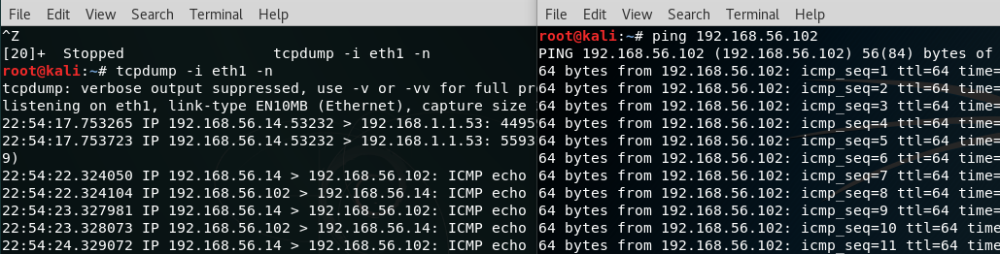 File Edit View Search Terminal Help
^Z
[20]+  Stopped                 tcpdump -i eth1 -n
root@kali:~# tcpdump -i eth1 -n
tcpdump: verbose output suppressed, use -v or -vv for full pr
listening on eth1, link-type EN10MB (Ethernet), capture size
22:54:17.753265 IP 192.168.56.14.53232 > 192.168.1.1.53: 4495
22:54:17.753723 IP 192.168.56.14.53232 > 192.168.1.1.53: 5593
9)
22:54:22.324050 IP 192.168.56.14 > 192.168.56.102: ICMP echo
22:54:22.324104 IP 192.168.56.102 > 192.168.56.14: ICMP echo
22:54:23.327981 IP 192.168.56.14 > 192.168.56.102: ICMP echo
22:54:23.328073 IP 192.168.56.102 > 192.168.56.14: ICMP echo
22:54:24.329072 IP 192.168.56.14 > 192.168.56.102: ICMP echo
File Edit View Search Terminal Help
root@kali:~# ping 192.168.56.102
PING 192.168.56.102 (192.168.56.102) 56(84) bytes of
64 bytes from 192.168.56.102: icmp_seq=1 ttl=64 time=
64 bytes from 192.168.56.102: icmp_seq=2 ttl=64 time=
64 bytes from 192.168.56.102: icmp_seq=3 ttl=64 time=
64 bytes from 192.168.56.102: icmp_seq=4 ttl=64 time=
64 bytes from 192.168.56.102: icmp_seq=5 ttl=64 time=
64 bytes from 192.168.56.102: icmp_seq=6 ttl=64 time=
64 bytes from 192.168.56.102: icmp_seq=7 ttl=64 time=
64 bytes from 192.168.56.102: icmp_seq=8 ttl=64 time=
64 bytes from 192.168.56.102: icmp_seq=9 ttl=64 time=
64 bytes from 192.168.56.102: icmp_seq=10 ttl=64 time
64 bytes from 192.168.56.102: icmp_seq=11 ttl=64 time